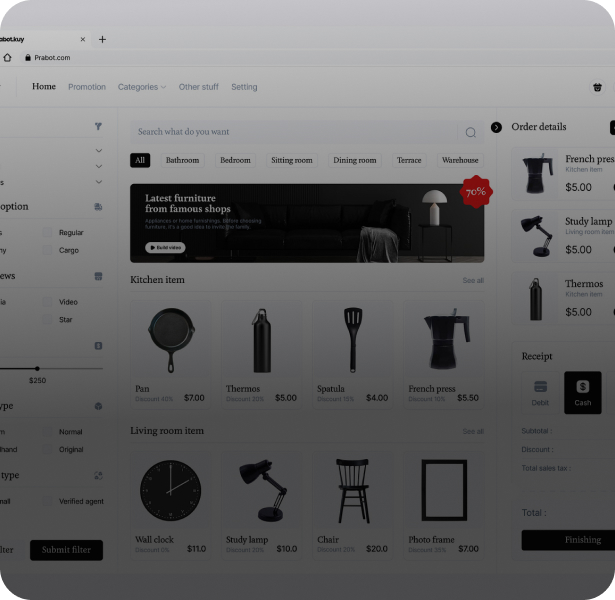 abot.kuy
Prabot.com
Home Promotion Categories Other stuff Setting
Search what do you want
All Bathroom Bedroom Sitting room Dining room Terrace Warehouse
Latest furniture
from famous shops
Appliances at home furnishings. Before choosing
furniture, it's a good idea to invite the family.
Build video
70%
Kitchen item See all
Pan
Discount 40% $7.00
Thermos
Discount 20% $5.00
Spatula
Discount 15% $4.00
French press
Discount 10% $5.50
Living room item See all
Wall clock
Discount 5% $11.0
Study lamp
Discount 20% $10.0
Chair
Discount 20% $20.0
Photo frame
Discount 25% $7.00
option
Regular
Cargo
ews
Video
Star
$250
ype
Normal
hand Original
type
Verified agent
lter Submit filter
Order details
French pres
Kitchen item
$5.00
Study lamp
Living room item
$5.00
Thermos
Kitchen item
$5.00
Receipt
Debit Cash
Subtotal :
Discount :
Total sales tax :
Total :
Finishing